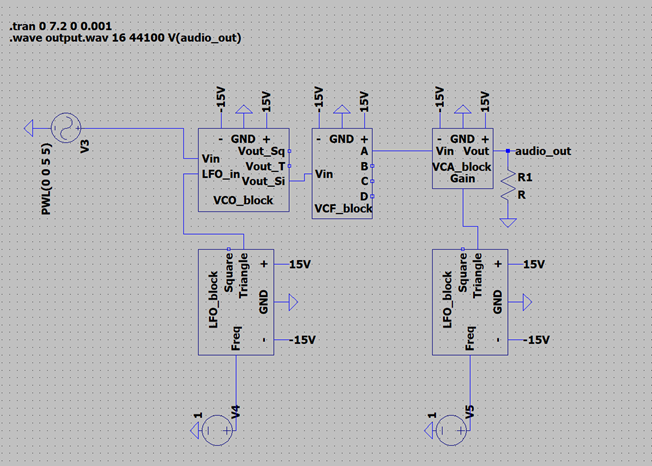 .tran 0 7.2 0 0.001
.wave output.wav 16 44100 V(audio_out)
-15V
15V
-15V
15V
-15V
15V
V3
PWL(0 0 5 5)
- GND +
Vout_Sq
Vin
Vout_T
LFO_in
Vout_Si
VCO_block
- GND +
A
B
Vin
C
D
VCF_block
- GND +
Vin Vout
VCA_block
Gain
audio_out
R1
R
Square
Triangle
LFO_block
+
GND
-
Freq
15V
-15V
Square
Triangle
LFO_block
+
GND
-
Freq
15V
-15V
1
V4
- +
1
V5
- +